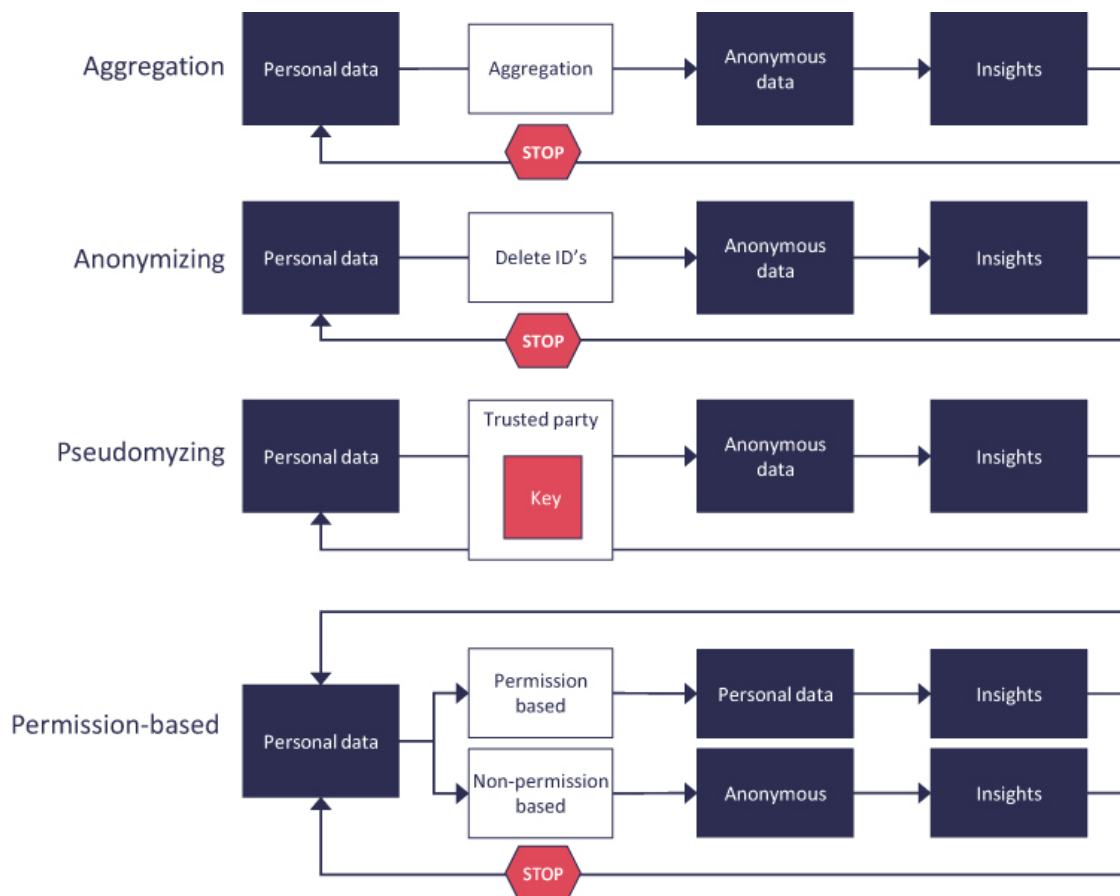 Aggregation
Personal data
Aggregation
Anonymous
data
Insights
STOP
Anonymizing
Personal data
Delete ID’s
Anonymous
data
Insights
STOP
Pseudomyzing
Personal data
Trusted party
Key
Anonymous
data
Insights
Permission-based
Personal data
Permission
based
Personal data
Insights
Non-permission
based
Anonymous
Insights
STOP